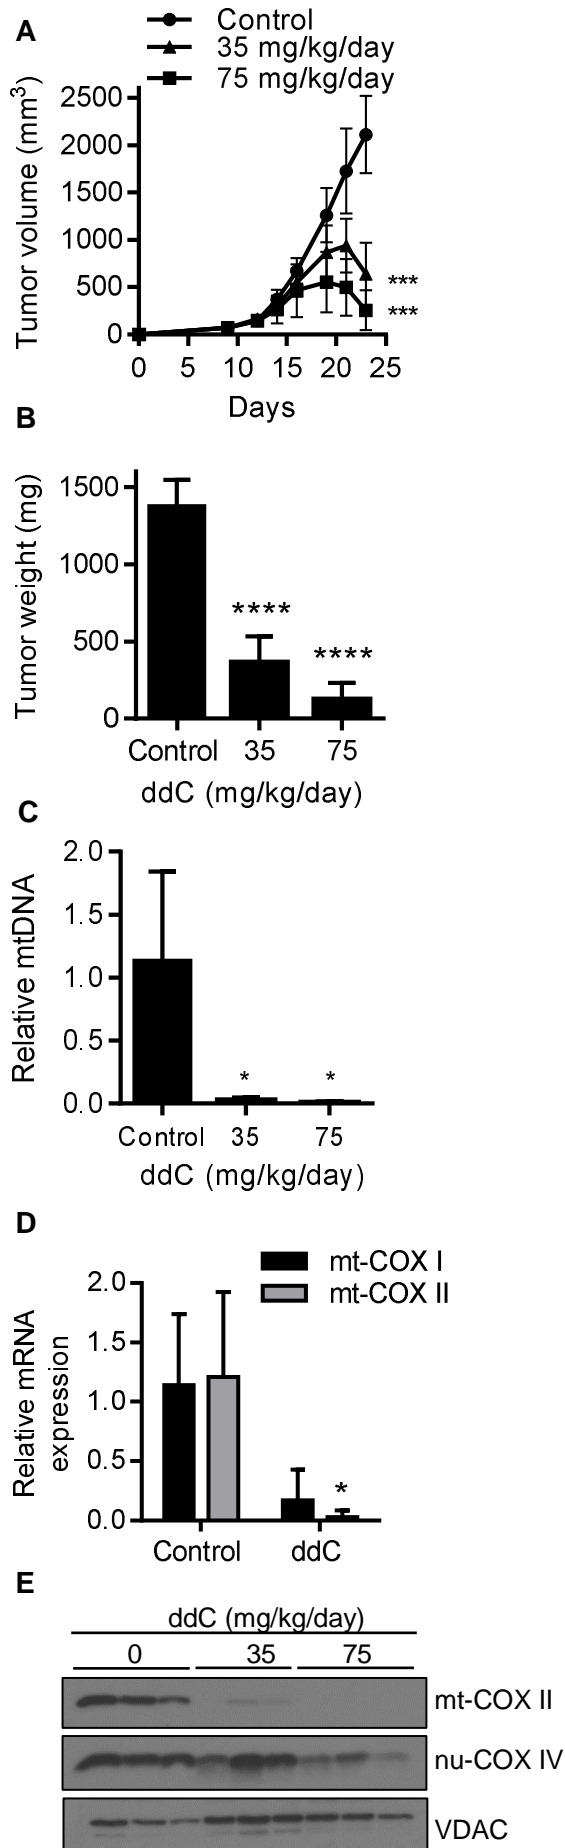 A
Control
35 mg/kg/day
75 mg/kg/day
Tumor volume (mm³)
2500
2000
1500
1000
500
0
***
***
0 5 10 15 20 25
Days
B
Tumor weight (mg)
1500
1000
500
0
****
****
Control 35 75
ddC (mg/kg/day)
C
Relative mtDNA
2.0
1.5
1.0
0.5
0.0
* *
Control 35 75
ddC (mg/kg/day)
D
mt-COX I
mt-COX II
Relative mRNA
expression
2.0
1.5
1.0
0.5
0.0
*
Control ddC
E
ddC (mg/kg/day)
0 35 75
mt-COX II
nu-COX IV
VDAC